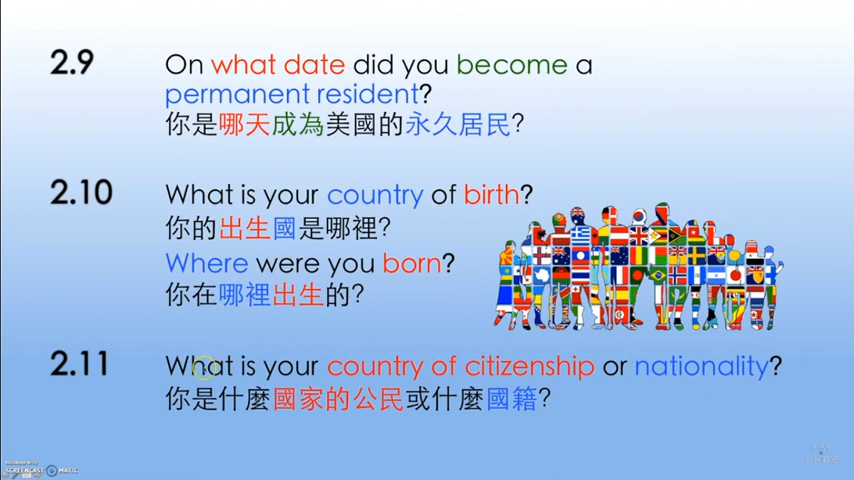 2.9 On what date did you become a
permanent resident?
你是哪天成為美國的永久居民?
2.10 What is your country of birth?
你的出生國是哪裡?
Where were you born?
你在哪裡出生的?
2.11 What is your country of citizenship or nationality?
你是什麼國家的公民或什麼國籍?
RECORDED WITH
SCREENCAST MATIC